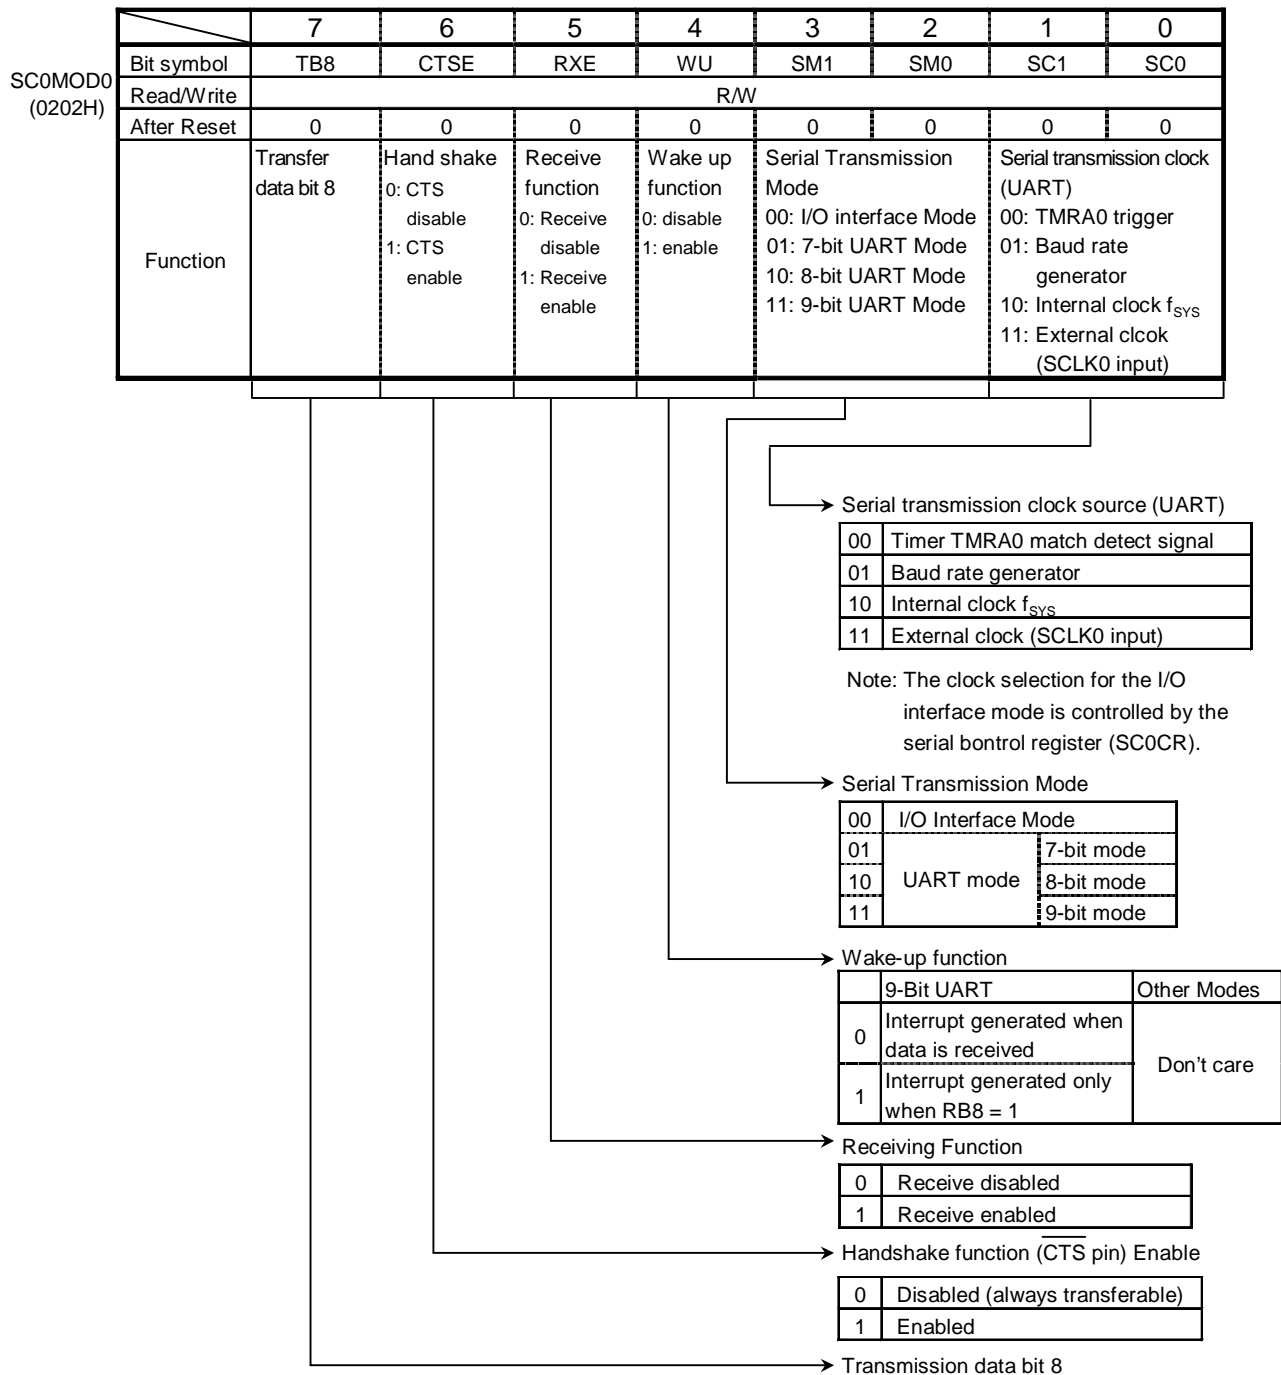 7 6 5 4 3 2 1 0
SC0MOD0
(0202H)
Bit symbol TB8 CTSE RXE WU SM1 SM0 SC1 SC0
Read/Write R/W
After Reset 0 0 0 0 0 0 0 0
Function
Transfer
data bit 8
Hand shake
0: CTS
disable
1: CTS
enable
Receive
function
0: Receive
disable
1: Receive
enable
Wake up
function
0: disable
1: enable
Serial Transmission
Mode
00: I/O interface Mode
01: 7-bit UART Mode
10: 8-bit UART Mode
11: 9-bit UART Mode
Serial transmission clock
(UART)
00: TMRA0 trigger
01: Baud rate
generator
10: Internal clock fSYS
11: External clcok
(SCLK0 input)
Serial transmission clock source (UART)
00 Timer TMRA0 match detect signal
01 Baud rate generator
10 Internal clock fSYS
11 External clock (SCLK0 input)
Note: The clock selection for the I/O
interface mode is controlled by the
serial bontrol register (SC0CR).
Serial Transmission Mode
00 I/O Interface Mode
01 7-bit mode
10 UART mode 8-bit mode
11 9-bit mode
Wake-up function
9-Bit UART Other Modes
0 Interrupt generated when
data is received
Don't care
1 Interrupt generated only
when RB8 = 1
Receiving Function
0 Receive disabled
1 Receive enabled
Handshake function (C̅T̅S̅ pin) Enable
0 Disabled (always transferable)
1 Enabled
Transmission data bit 8